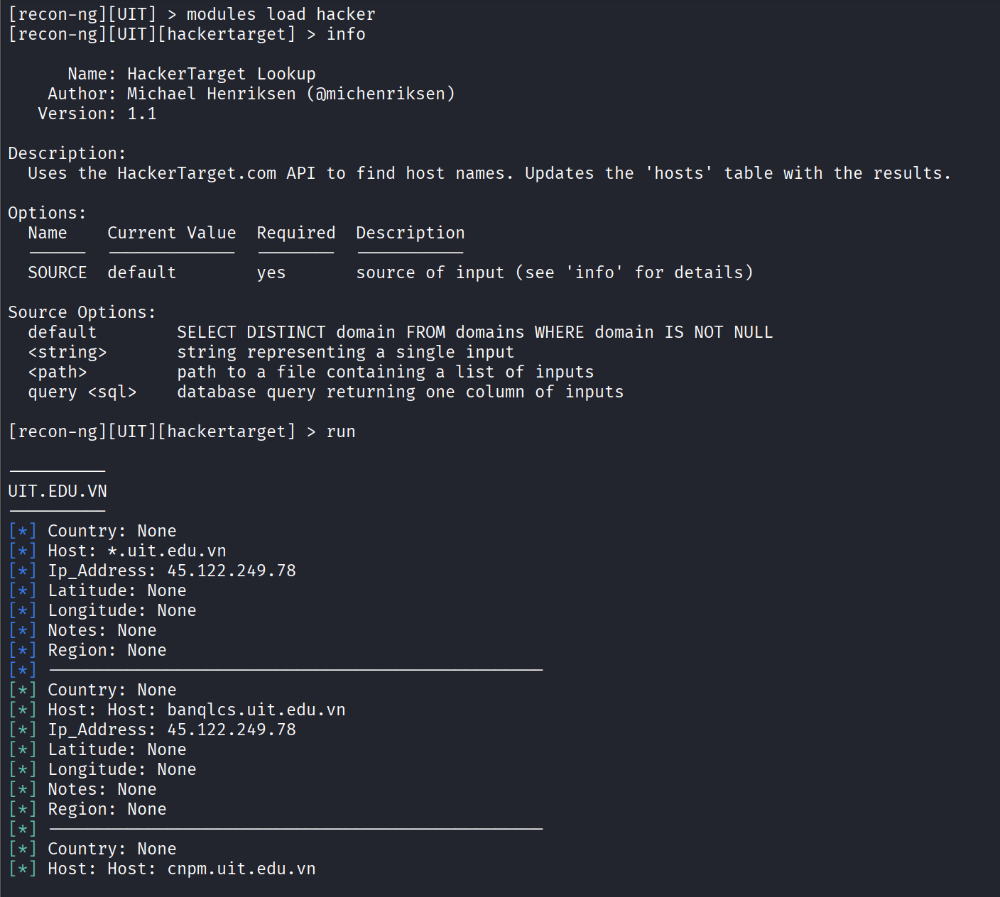 [recon-ng][UIT] > modules load hacker
[recon-ng][UIT][hackertarget] > info
Name: HackerTarget Lookup
Author: Michael Henriksen (@michenriksen)
Version: 1.1
Description:
Uses the HackerTarget.com API to find host names. Updates the 'hosts' table with the results.
Options:
Name Current Value Required Description
SOURCE default yes source of input (see 'info' for details)
Source Options:
default SELECT DISTINCT domain FROM domains WHERE domain IS NOT NULL
<string> string representing a single input
<path> path to a file containing a list of inputs
query <sql> database query returning one column of inputs
[recon-ng][UIT][hackertarget] > run
UIT.EDU.VN
[*] Country: None
[*] Host: *.uit.edu.vn
[*] Ip_Address: 45.122.249.78
[*] Latitude: None
[*] Longitude: None
[*] Notes: None
[*] Region: None
[*]
[*] Country: None
[*] Host: Host: banqlcs.uit.edu.vn
[*] Ip_Address: 45.122.249.78
[*] Latitude: None
[*] Longitude: None
[*] Notes: None
[*] Region: None
[*]
[*] Country: None
[*] Host: Host: cnpm.uit.edu.vn